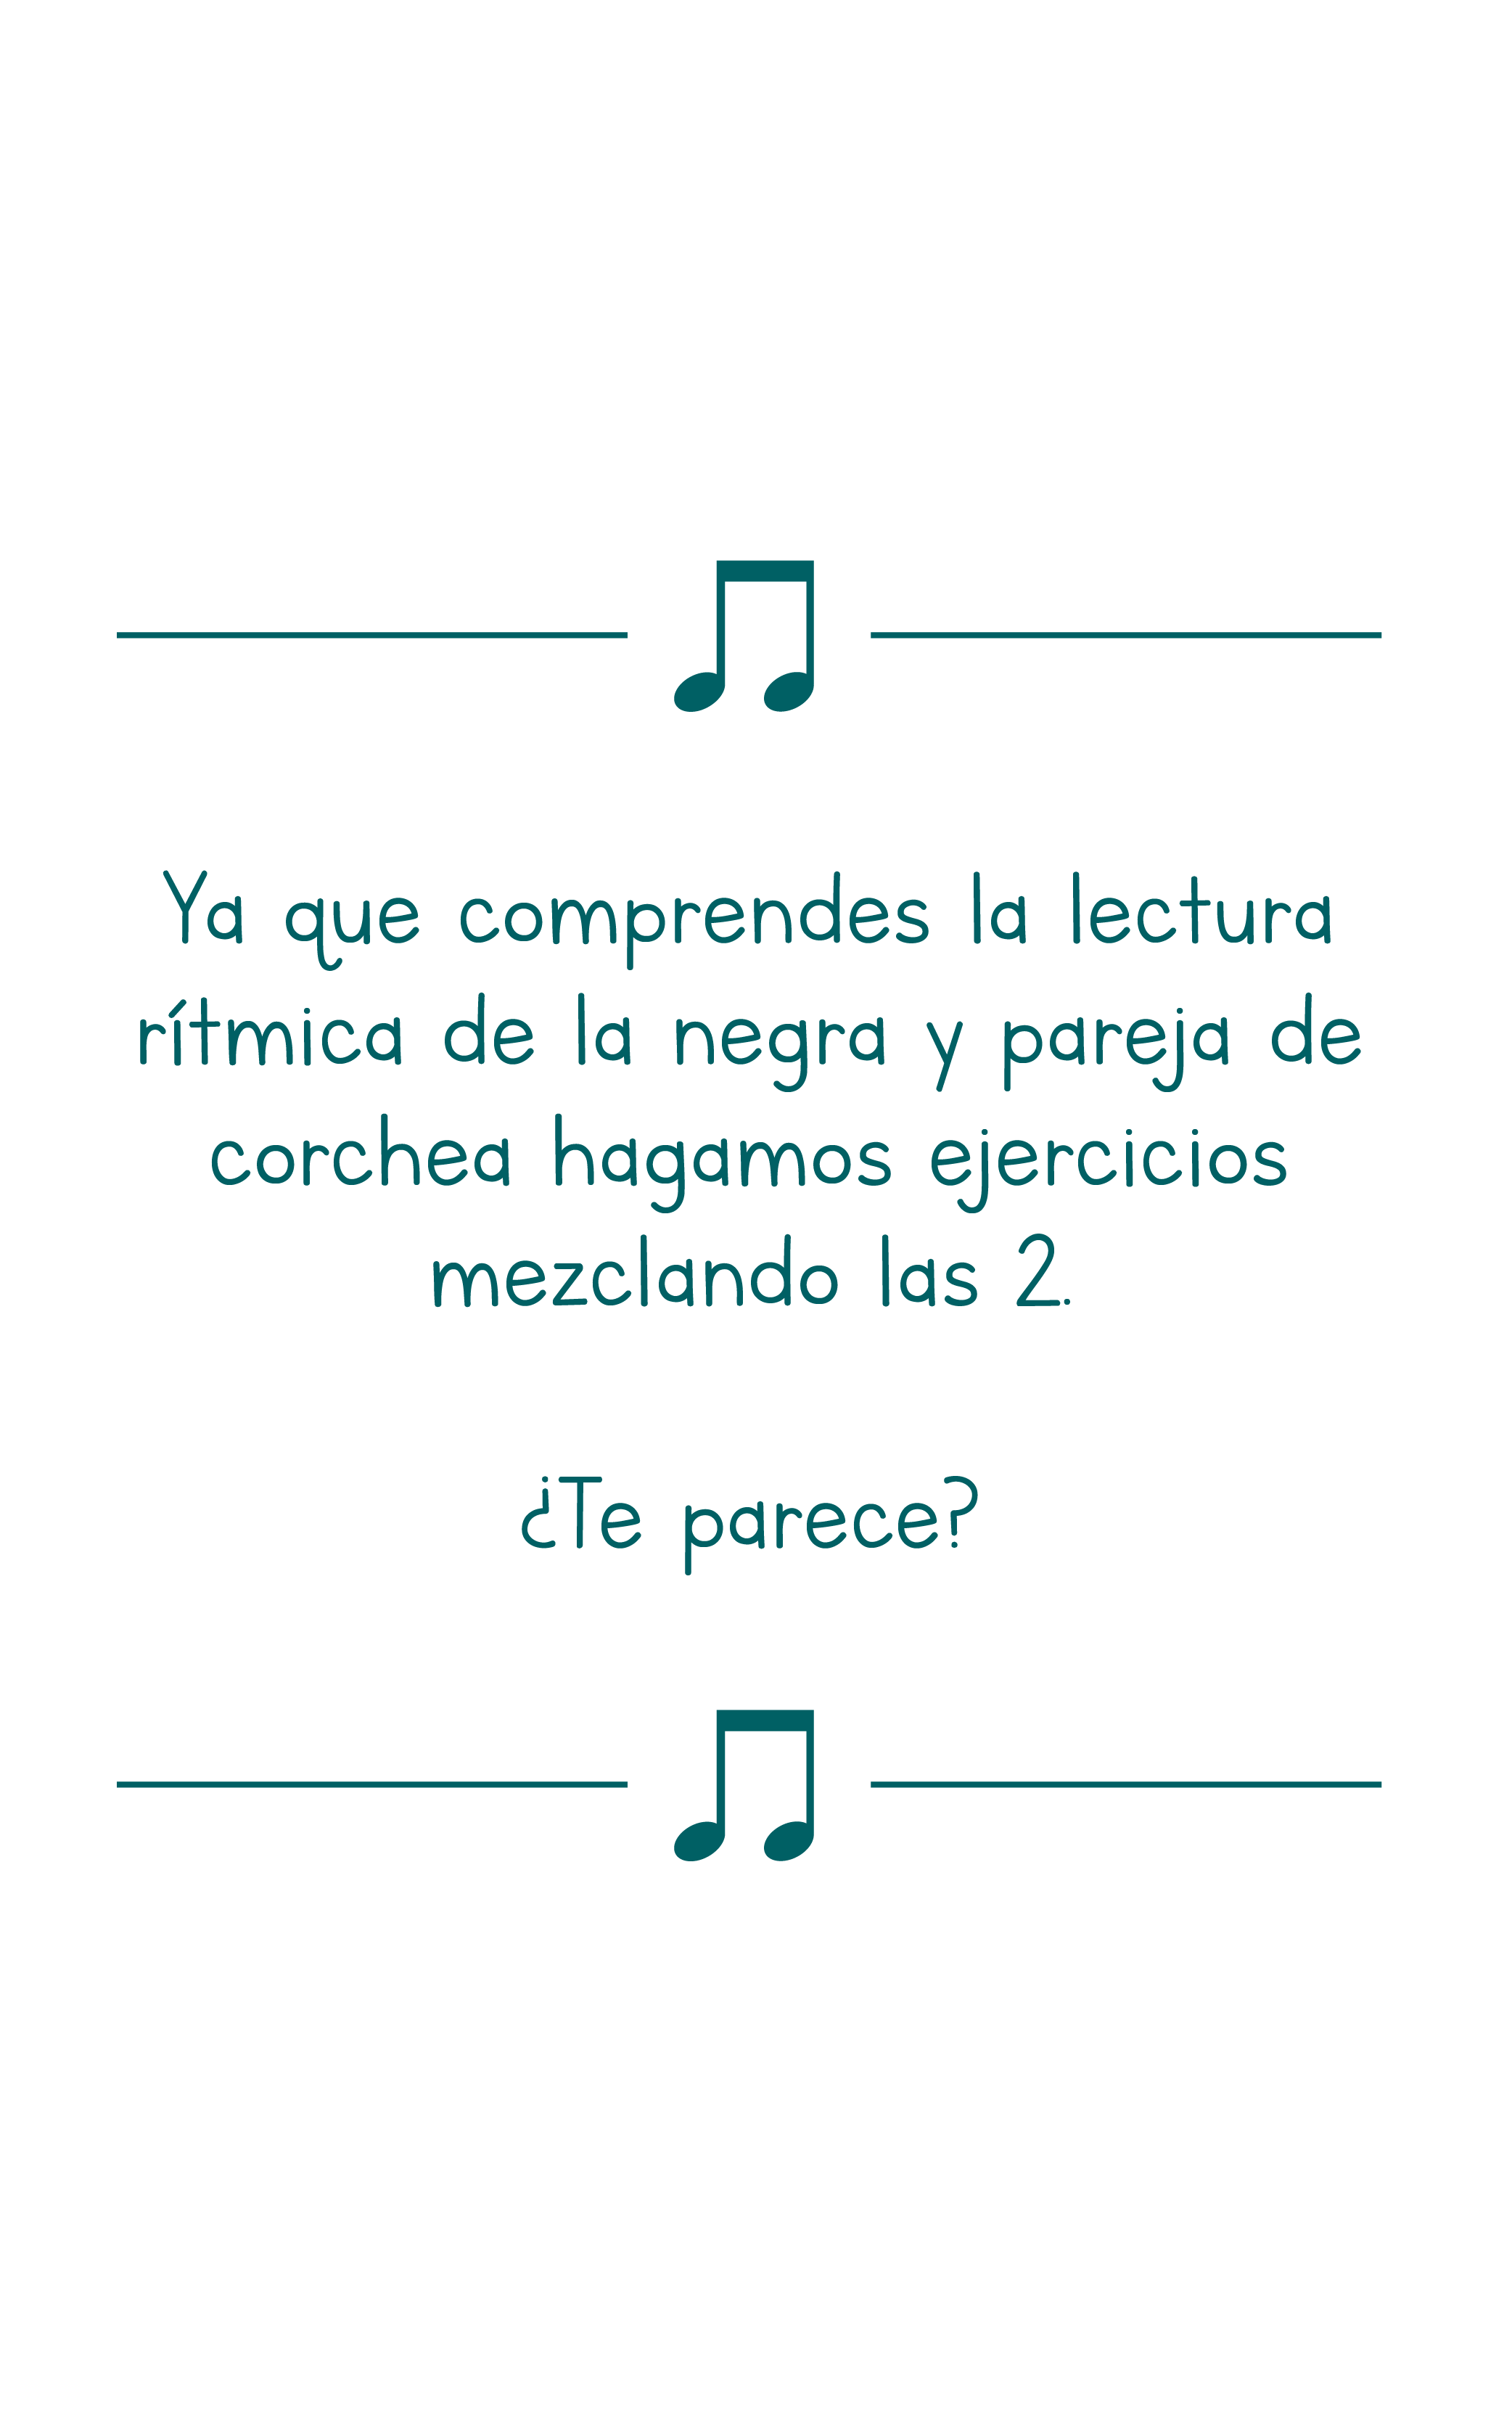 Ya que comprendes la lectura
rítmica de la negra y pareja de
corchea hagamos ejercicios
mezclando las 2.
¿Te parece?